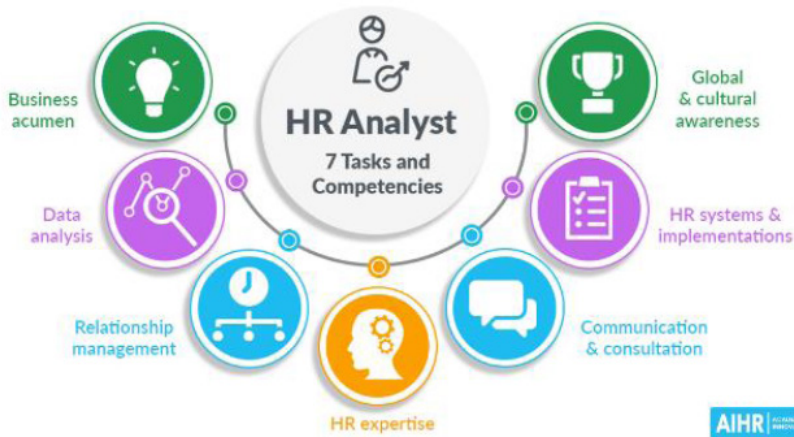 HR Analyst
7 Tasks and
Competencies
Business
acumen
Data
analysis
Relationship
management
HR expertise
Communication
& consultation
HR systems &
implementations
Global
& cultural
awareness
AIHR